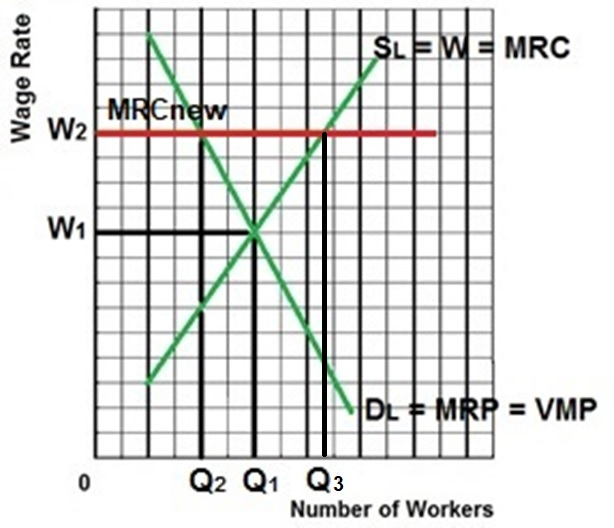 Wage Rate
SL = W = MRC
MRCnew
W2
W1
DL = MRP = VMP
0
Q2 Q1 Q3
Number of Workers